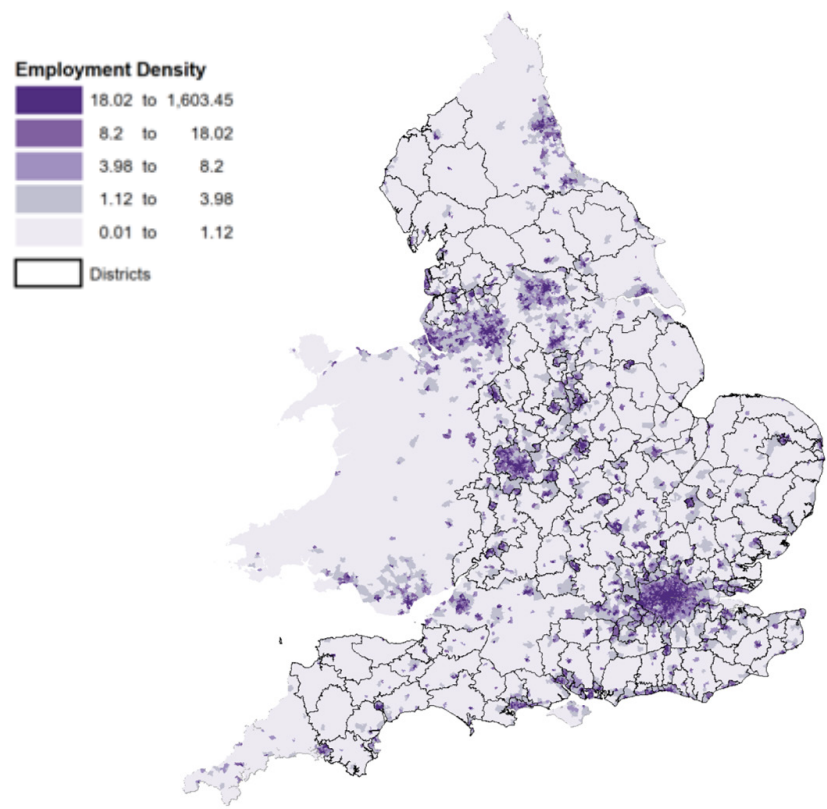 Employment Density
18.02 to 1,603.45
8.2 to 18.02
3.98 to 8.2
1.12 to 3.98
0.01 to 1.12
Districts